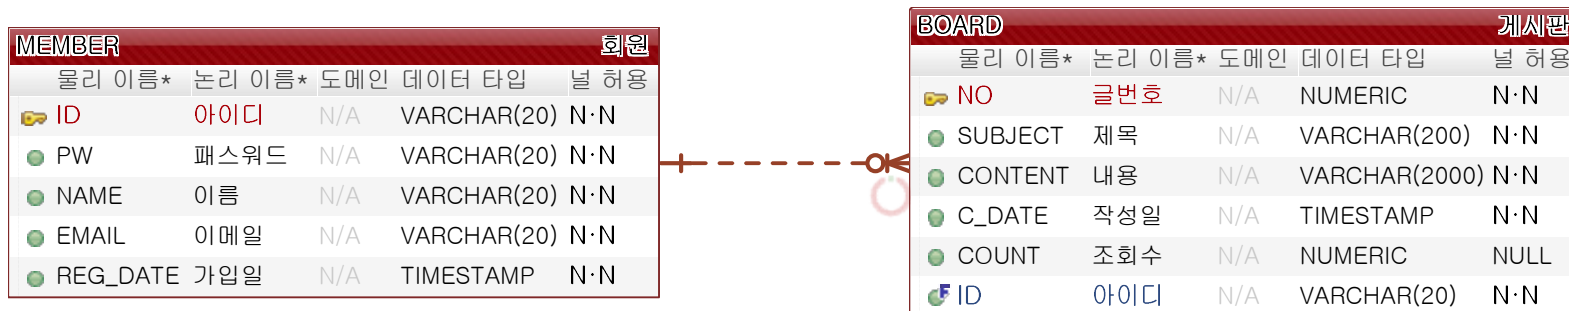 MEMBER 회원
물리 이름* 논리 이름* 도메인 데이터 타입 널 허용
ID 아이디 N/A VARCHAR(20) N·N
PW 패스워드 N/A VARCHAR(20) N·N
NAME 이름 N/A VARCHAR(20) N·N
EMAIL 이메일 N/A VARCHAR(20) N·N
REG_DATE 가입일 N/A TIMESTAMP N·N
BOARD 게시판
물리 이름* 논리 이름* 도메인 데이터 타입 널 허용
NO 글번호 N/A NUMERIC N·N
SUBJECT 제목 N/A VARCHAR(200) N·N
CONTENT 내용 N/A VARCHAR(2000) N·N
C_DATE 작성일 N/A TIMESTAMP N·N
COUNT 조회수 N/A NUMERIC NULL
F ID 아이디 N/A VARCHAR(20) N·N